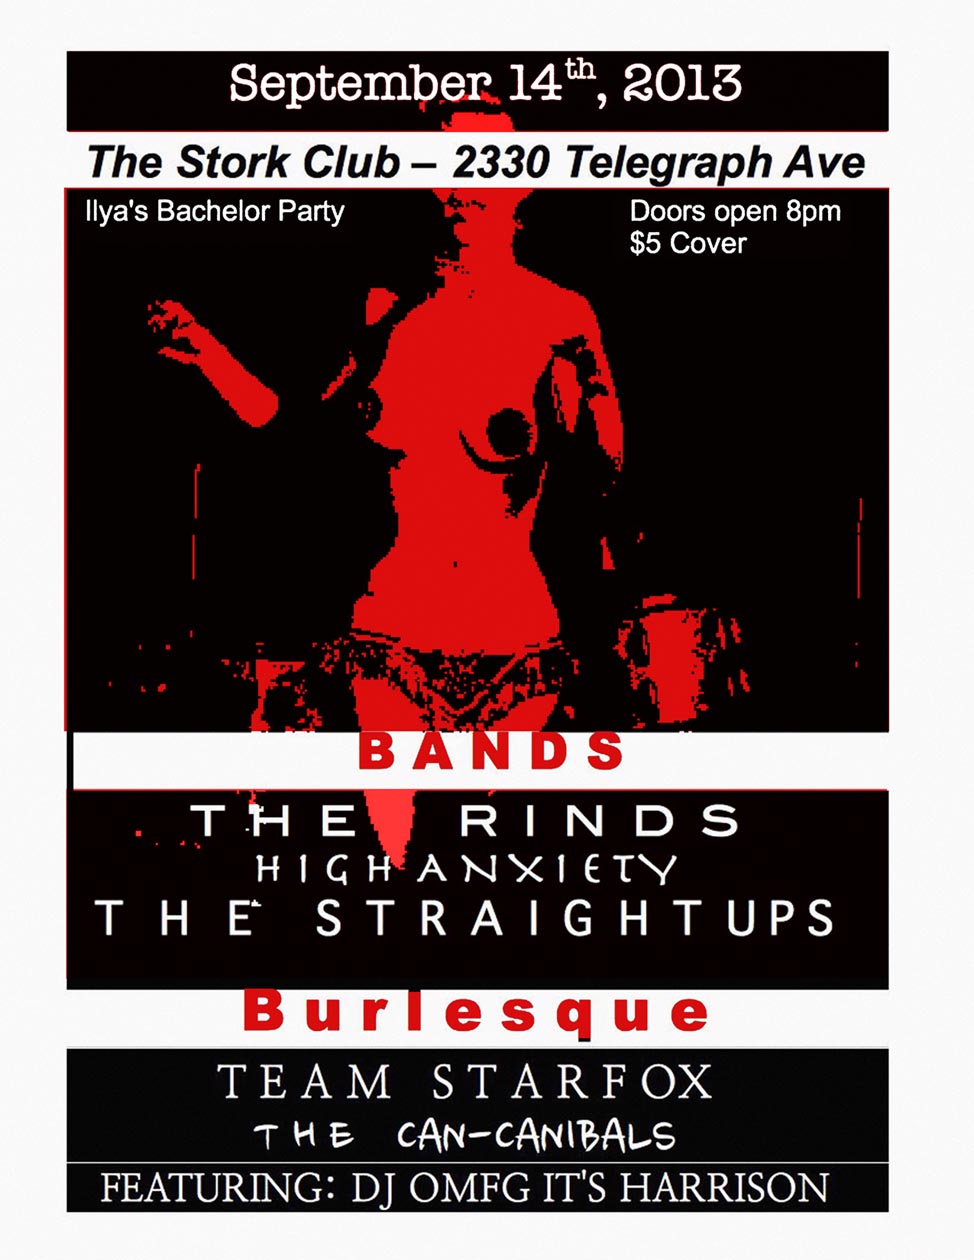 September 14th, 2013
The Stork Club – 2330 Telegraph Ave
Ilya's Bachelor Party
Doors open 8pm
$5 Cover
BANDS
THE RINDS
HIGH ANXIETY
THE STRAIGHTUPS
Burlesque
TEAM STARFOX
THE CAN-CANIBALS
FEATURING: DJ OMFG IT'S HARRISON